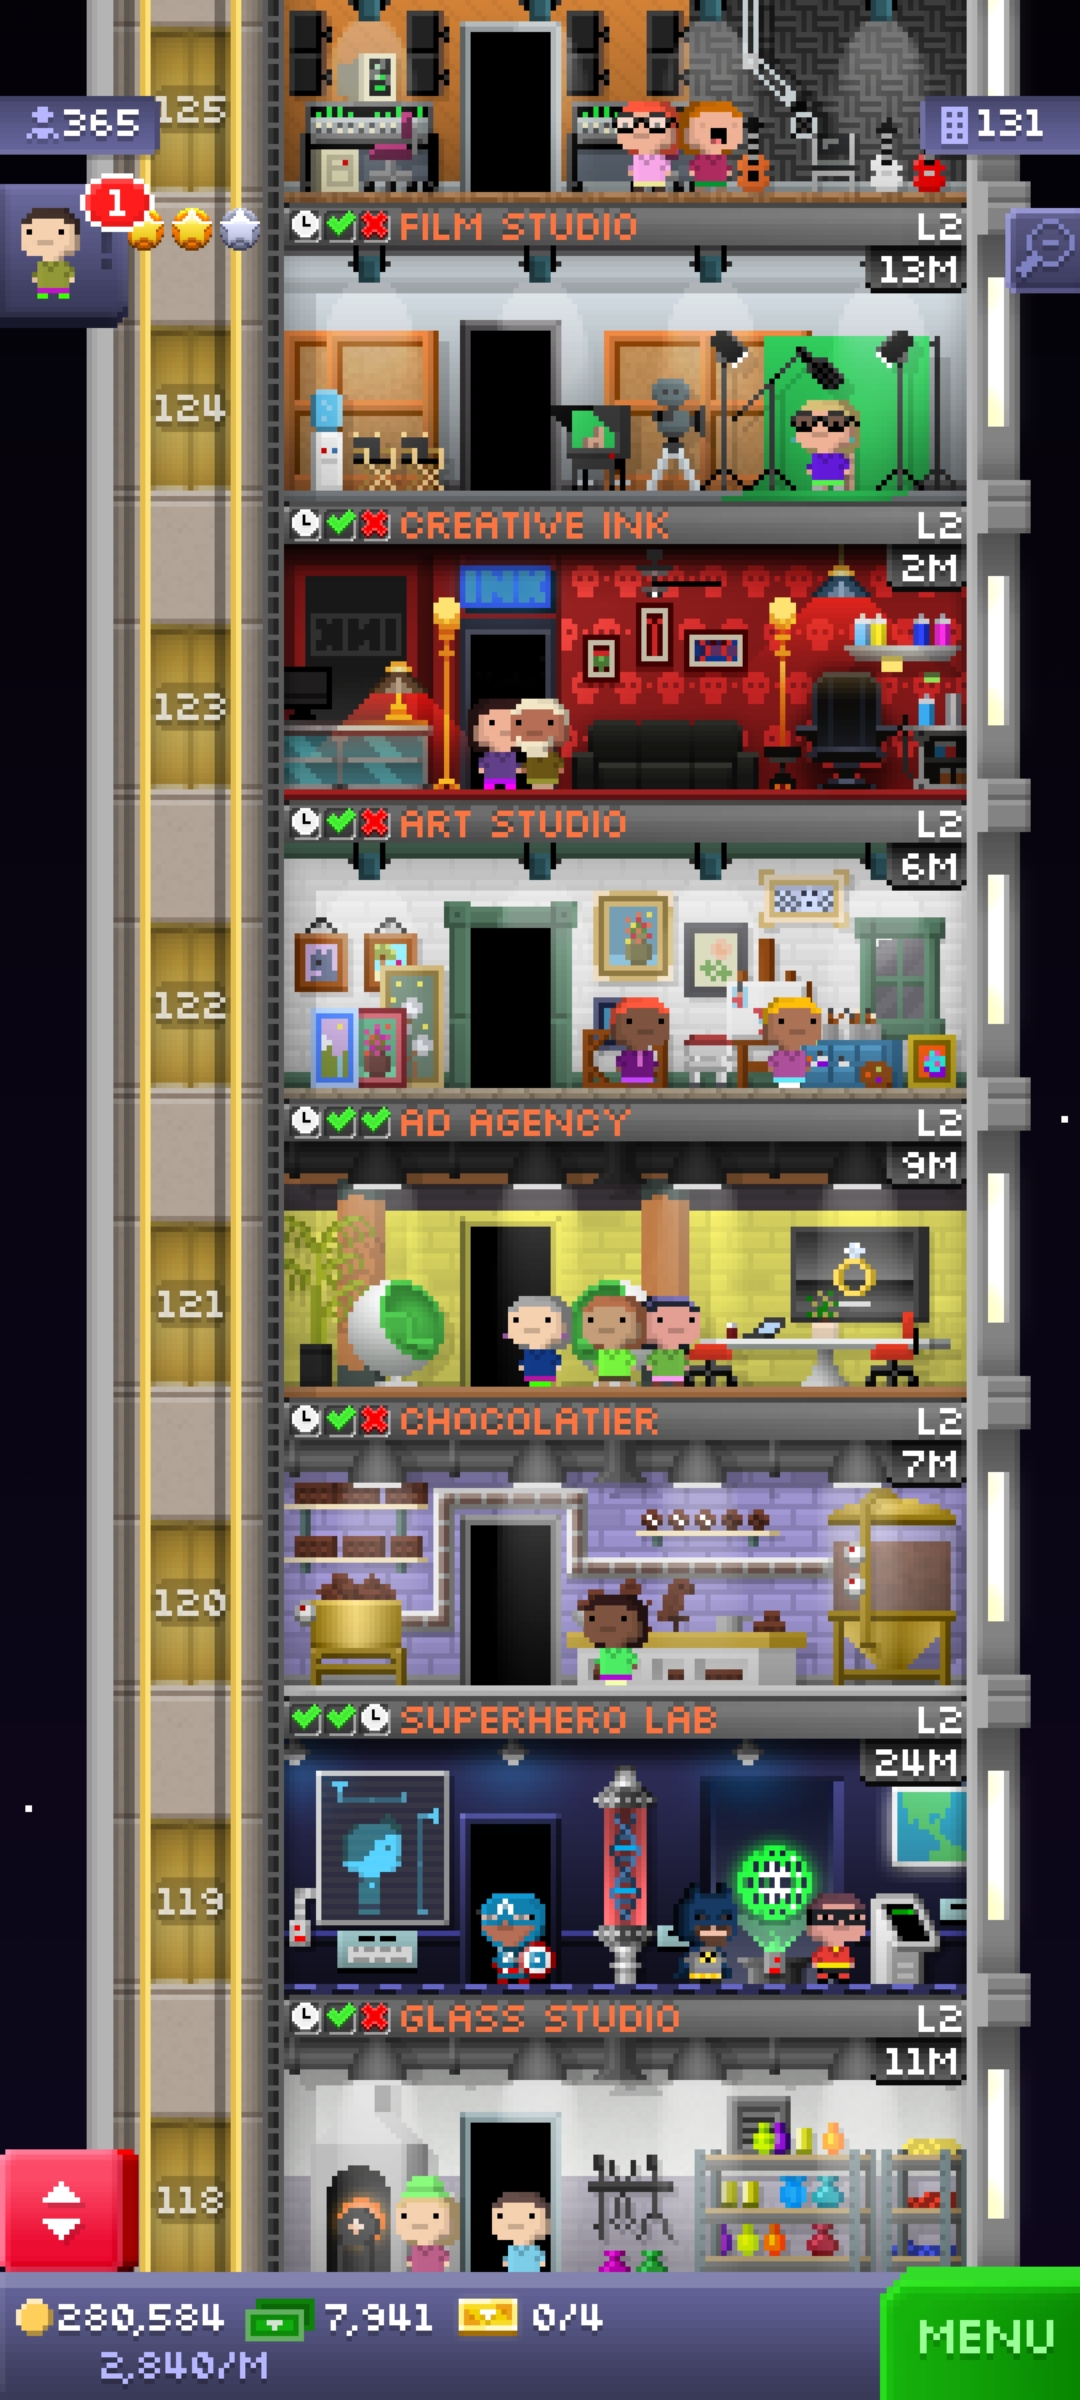 125
365
131
1
FILM STUDIO L2
13M
124
CREATIVE INK L2
2M
INK
INK
123
ART STUDIO L2
6M
122
AD AGENCY L2
9M
121
CHOCOLATIER L2
7M
120
SUPERHERO LAB L2
24M
119
GLASS STUDIO L2
11M
118
280,584 7,941 0/4
2,840/M
MENU